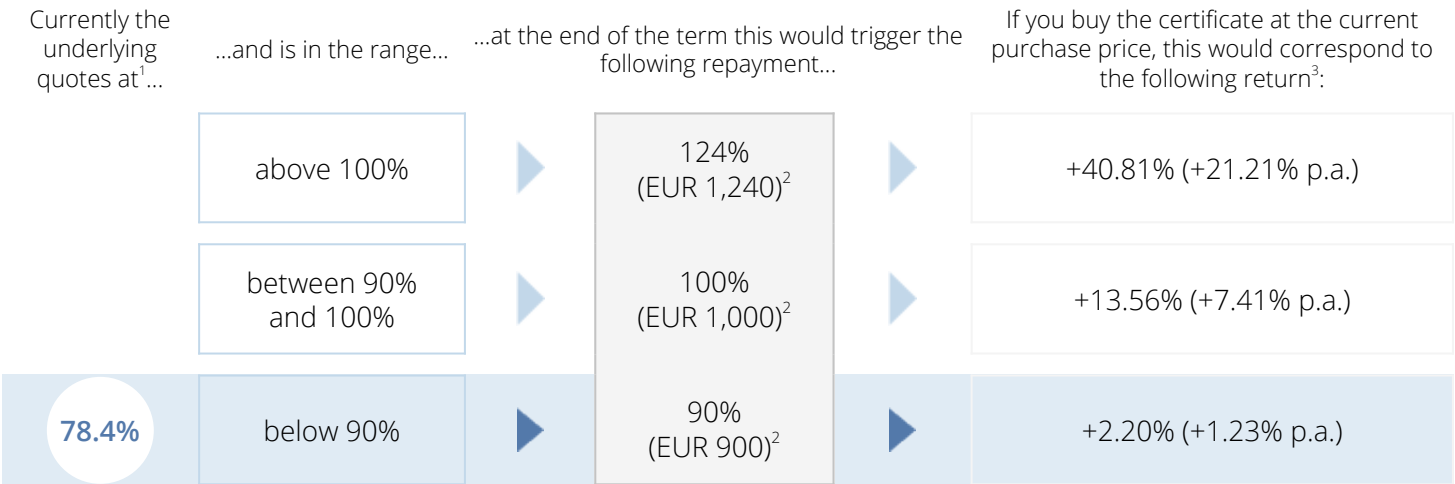 Currently the
underlying
quotes at¹...
...and is in the range...
...at the end of the term this would trigger the
following repayment...
If you buy the certificate at the current
purchase price, this would correspond to
the following return³:
above 100%
124%
(EUR 1,240)²
+40.81% (+21.21% p.a.)
between 90%
and 100%
100%
(EUR 1,000)²
+13.56% (+7.41% p.a.)
78.4%
below 90%
90%
(EUR 900)²
+2.20% (+1.23% p.a.)